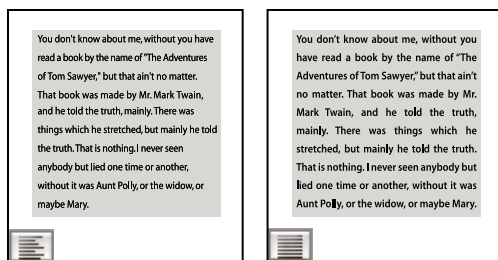 You don't know about me, without you have
read a book by the name of "The Adventures
of Tom Sawyer," but that ain't no matter.
That book was made by Mr. Mark Twain,
and he told the truth, mainly. There was
things which he stretched, but mainly he told
the truth. That is nothing. I never seen
anybody but lied one time or another,
without it was Aunt Polly, or the widow, or
maybe Mary.
You don't know about me, without you
have read a book by the name of "The
Adventures of Tom Sawyer," but that ain't
no matter. That book was made by Mr.
Mark Twain, and he told the truth,
mainly. There was things which he
stretched, but mainly he told the truth.
That is nothing. I never seen anybody but
lied one time or another, without it was
Aunt Polly, or the widow, or maybe Mary.